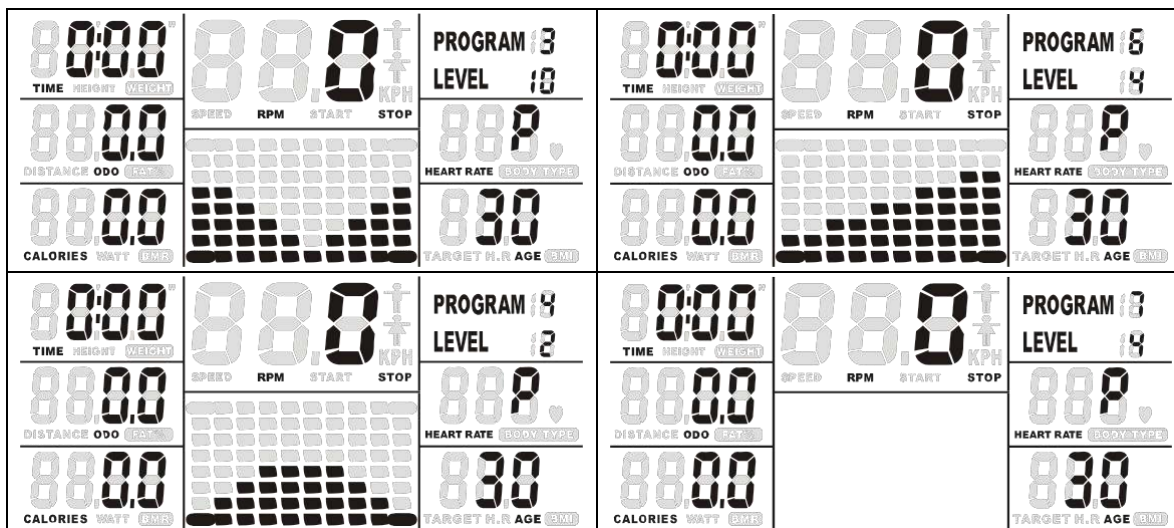 0:00
TIME HEIGHT WEIGHT
0.0
DISTANCE ODO FAT%
0.0
CALORIES WATT BMR
0
KPH
SPEED RPM START STOP
PROGRAM 3
LEVEL 10
P
HEART RATE BODY TYPE
30
TARGET H.R AGE BMI
0:00
TIME HEIGHT WEIGHT
0.0
DISTANCE ODO FAT%
0.0
CALORIES WATT BMR
0
KPH
SPEED RPM START STOP
PROGRAM 6
LEVEL 4
P
HEART RATE BODY TYPE
30
TARGET H.R AGE BMI
0:00
TIME HEIGHT WEIGHT
0.0
DISTANCE ODO FAT%
0.0
CALORIES WATT BMR
0
KPH
SPEED RPM START STOP
PROGRAM 4
LEVEL 2
P
HEART RATE BODY TYPE
30
TARGET H.R AGE BMI
0:00
TIME HEIGHT WEIGHT
0.0
DISTANCE ODO FAT%
0.0
CALORIES WATT BMR
0
KPH
SPEED RPM START STOP
PROGRAM 7
LEVEL 4
P
HEART RATE BODY TYPE
30
TARGET H.R AGE BMI